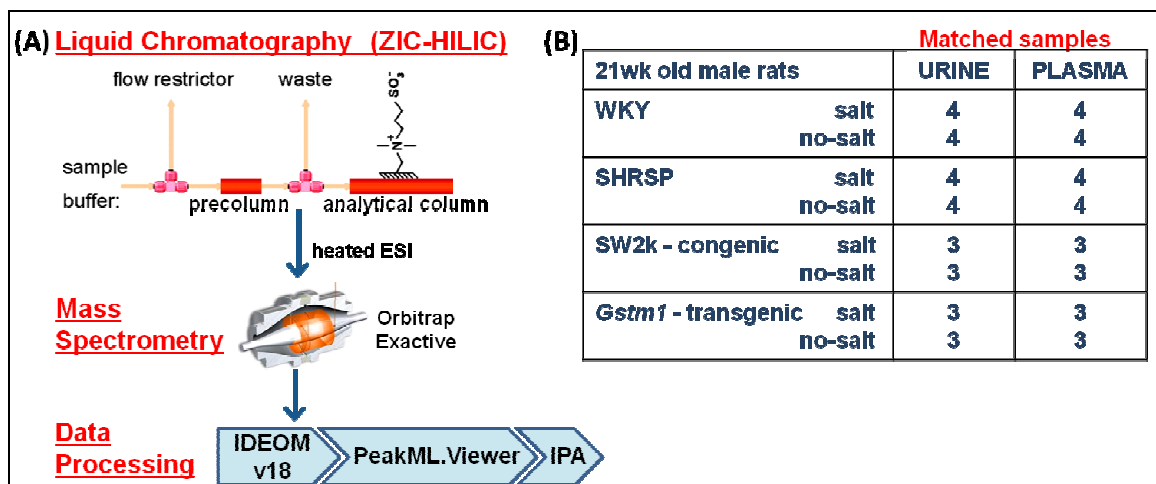 (A) Liquid Chromatography (ZIC-HILIC)
flow restrictor
waste
SO3-
N+
sample
buffer:
precolumn
analytical column
heated ESI
Mass
Spectrometry
Orbitrap
Exactive
Data
Processing
IDEOM
v18
PeakML.Viewer
IPA
(B)
Matched samples
21wk old male rats URINE PLASMA
WKY salt 4 4
no-salt 4 4
SHRSP salt 4 4
no-salt 4 4
SW2k - congenic salt 3 3
no-salt 3 3
Gstm1 - transgenic salt 3 3
no-salt 3 3